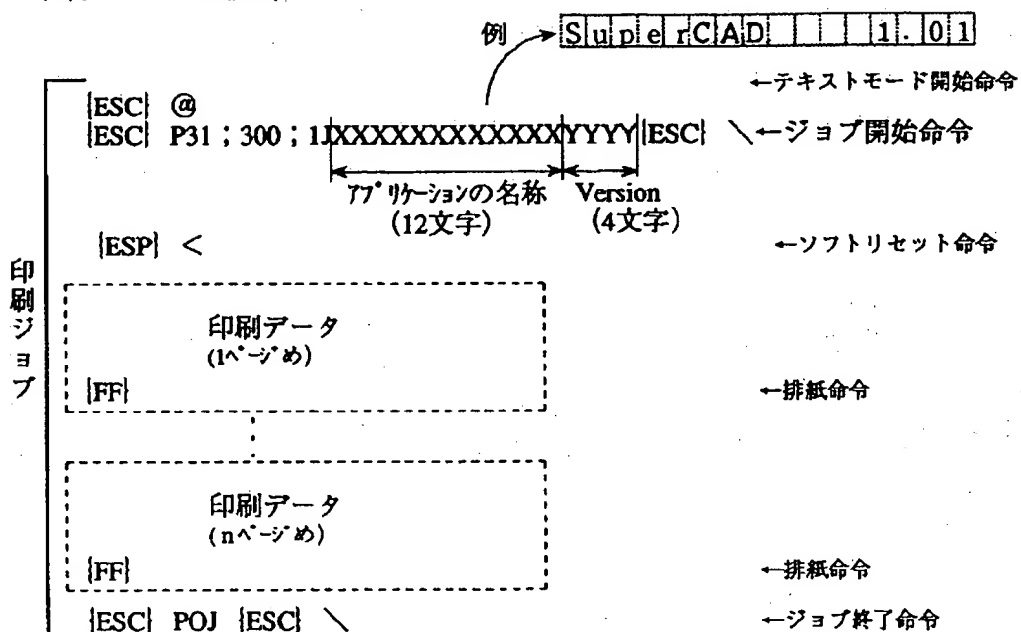 例 → SuperCAD 1.01
←テキストモード開始命令
|ESC| @
|ESC| P31 ; 300 ; 1JXXXXXXXXXXXXYYYY|ESC| \ ←ジョブ開始命令
アプリケーションの名称 Version
(12文字) (4文字)
|ESP| < ←ソフトリセット命令
印刷ジョブ
印刷データ
(1ページめ)
|FF| ←排紙命令
印刷データ
(nページめ)
|FF| ←排紙命令
|ESC| POJ |ESC| \ ←ジョブ終了命令